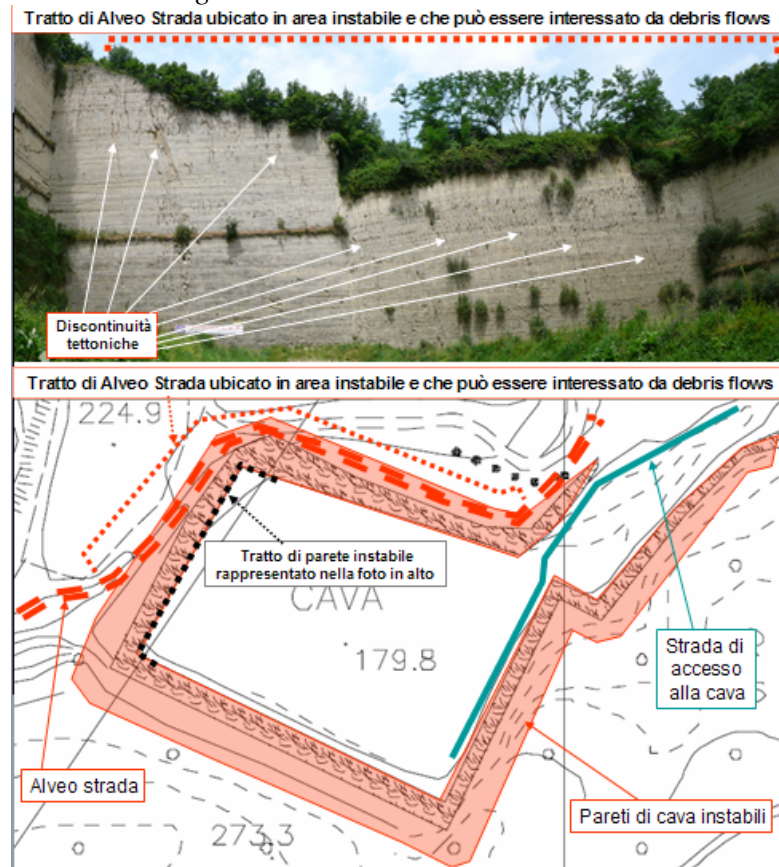 Tratto di Alveo Strada ubicato in area instabile e che può essere interessato da debris flows
Discontinuità
tettoniche
Tratto di Alveo Strada ubicato in area instabile e che può essere interessato da debris flows
224.9
Tratto di parete instabile
rappresentato nella foto in alto
CAVA
179.8
Strada di
accesso
alla cava
Alveo strada
Pareti di cava instabili
273.3